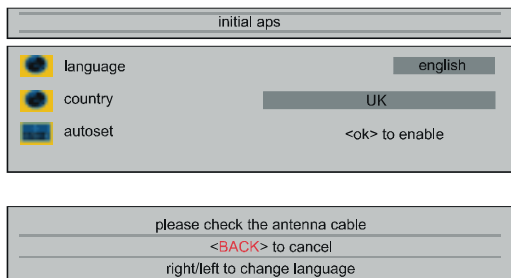 initial aps
language english
country UK
autoset <ok> to enable
please check the antenna cable
<BACK> to cancel
right/left to change language